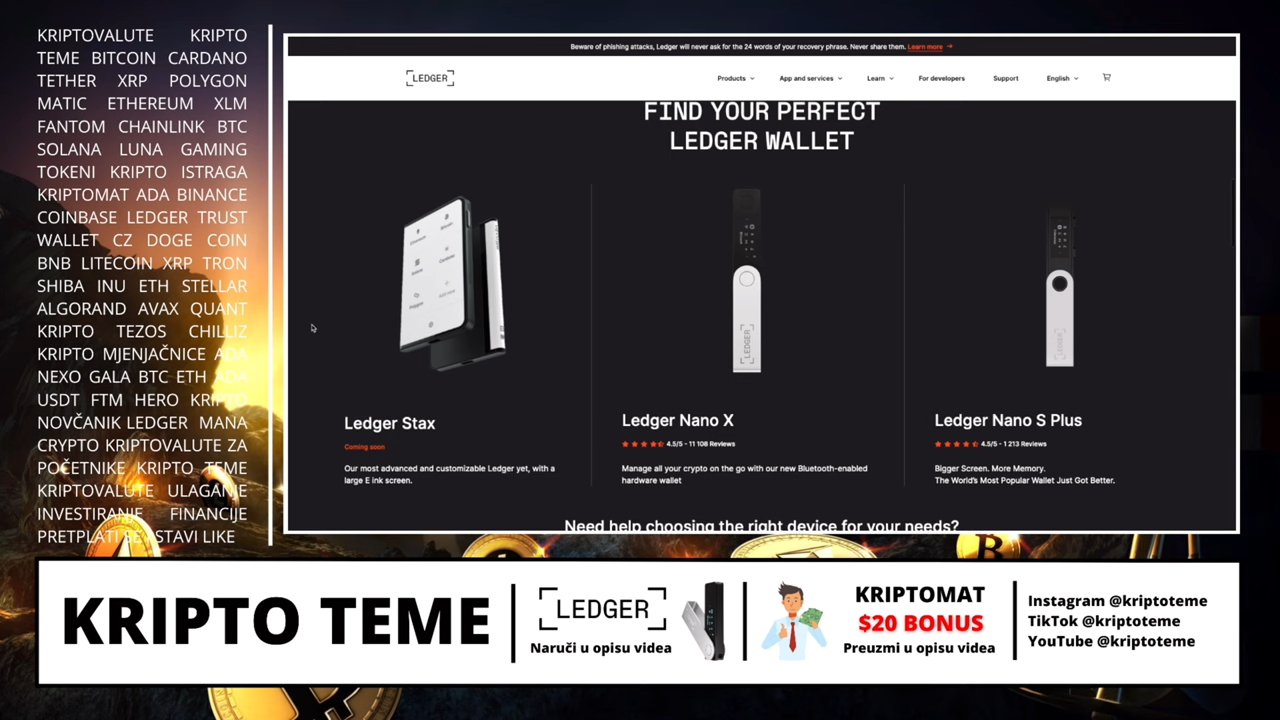 KRIPTOVALUTE KRIPTO
TEME BITCOIN CARDANO
TETHER XRP POLYGON
MATIC ETHEREUM XLM
FANTOM CHAINLINK BTC
SOLANA LUNA GAMING
TOKENI KRIPTO ISTRAGA
KRIPTOMAT ADA BINANCE
COINBASE LEDGER TRUST
WALLET CZ DOGE COIN
BNB LITECOIN XRP TRON
SHIBA INU ETH STELLAR
ALGORAND AVAX QUANT
KRIPTO TEZOS CHILLIZ
KRIPTO MJENJAČNICE ADA
NEXO GALA BTC ETH ADA
USDT FTM HERO KRIPTO
NOVČANIK LEDGER MANA
CRYPTO KRIPTOVALUTE ZA
POČETNIKE KRIPTO TEME
KRIPTOVALUTE ULAGANJE
INVESTIRANJE FINANCIJE
PRETPLATI SE STAVI LIKE
Beware of phishing attacks, Ledger will never ask for the 24 words of your recovery phrase. Never share them. Learn more →
LEDGER Products App and services Learn For developers Support English
FIND YOUR PERFECT
LEDGER WALLET
Ledger Stax
Coming soon
Our most advanced and customizable Ledger yet, with a
large E ink screen.
LEDGER
Ledger Nano X
4.5/5 - 11 108 Reviews
Manage all your crypto on the go with our new Bluetooth-enabled
hardware wallet
LEDGER
Ledger Nano S Plus
4.5/5 - 1 213 Reviews
Bigger Screen. More Memory.
The World's Most Popular Wallet Just Got Better.
Need help choosing the right device for your needs?
KRIPTO TEME
LEDGER
Naruči u opisu videa
KRIPTOMAT
$20 BONUS
Preuzmi u opisu videa
Instagram @kriptoteme
TikTok @kriptoteme
YouTube @kriptoteme